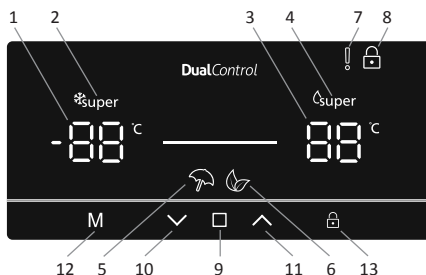 1 2 3 4 7 8
DualControl
super super
-88 °C 88 °C
M
12 5 10 9 11 6 13